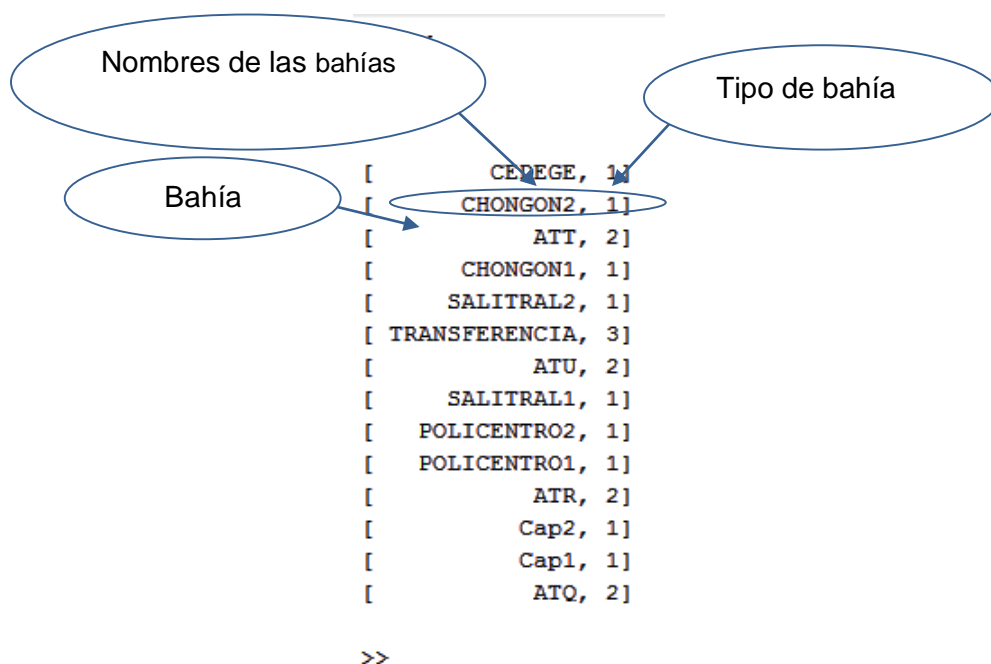 Nombres de las bahías
Tipo de bahía
Bahía
[ CEDEGE, 1]
[ CHONGON2, 1]
[ ATT, 2]
[ CHONGON1, 1]
[ SALITRAL2, 1]
[ TRANSFERENCIA, 3]
[ ATU, 2]
[ SALITRAL1, 1]
[ POLICENTRO2, 1]
[ POLICENTRO1, 1]
[ ATR, 2]
[ Cap2, 1]
[ Cap1, 1]
[ ATQ, 2]
>>